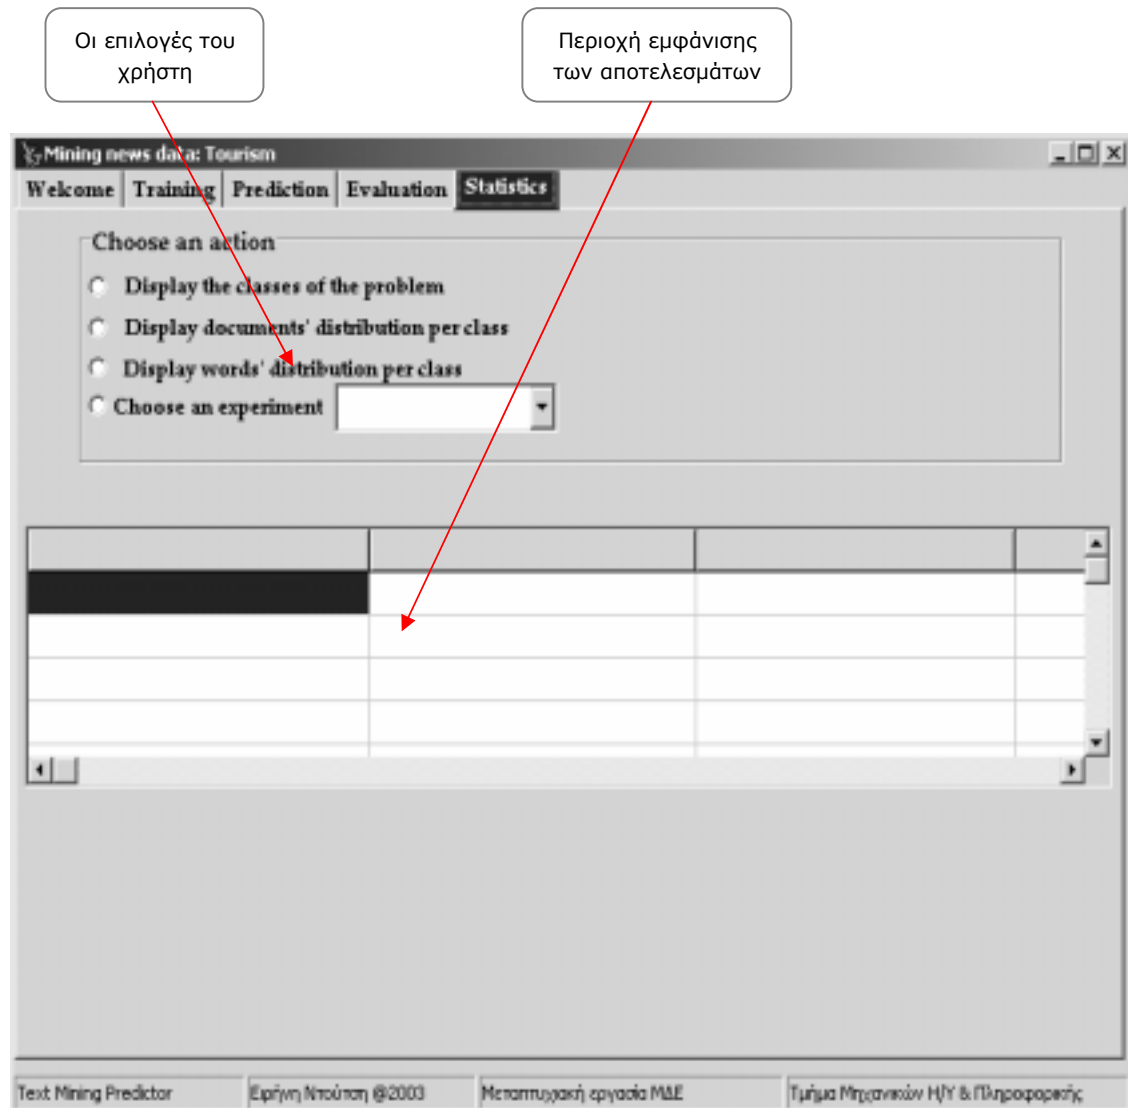 Οι επιλογές του
χρήστη
Περιοχή εμφάνισης
των αποτελεσμάτων
Mining news data: Tourism
Welcome Training Prediction Evaluation Statistics
Choose an action
Display the classes of the problem
Display documents' distribution per class
Display words' distribution per class
Choose an experiment
Text Mining Predictor Ειρήνη Ντούτση @2003 Μεταπτυχιακή εργασία ΜΔΕ Τμήμα Μηχανικών Η/Υ & Πληροφορικής